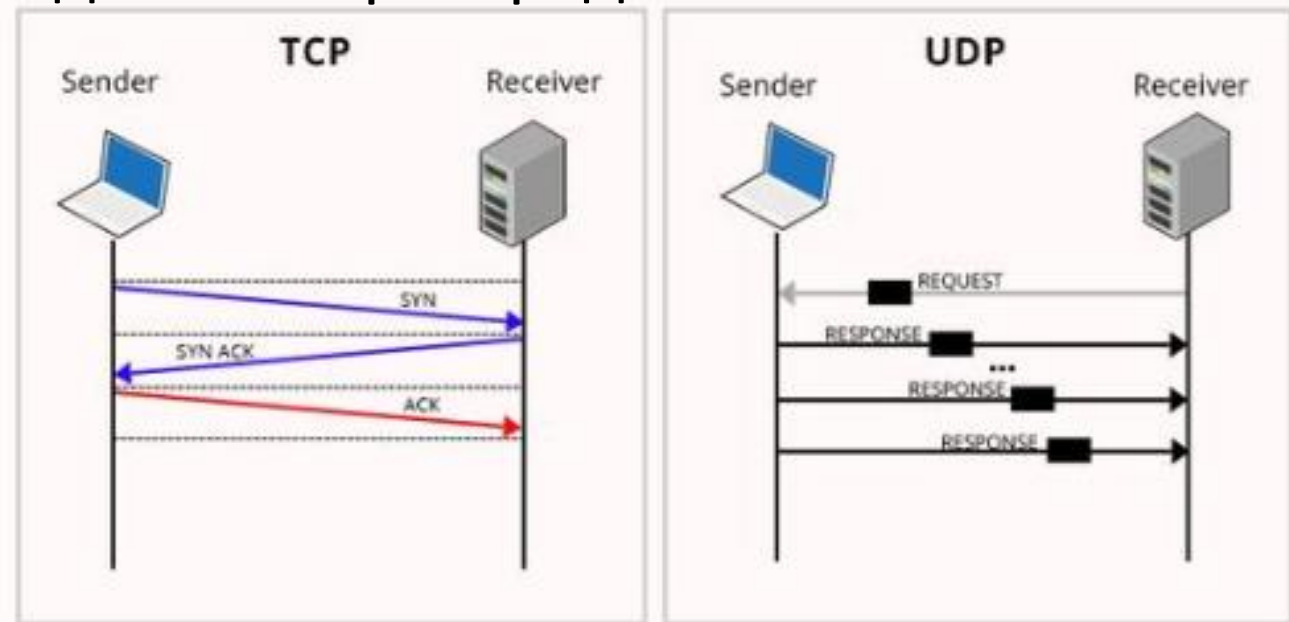 TCP
Sender Receiver
SYN
SYN ACK
ACK
UDP
Sender Receiver
REQUEST
RESPONSE
...
RESPONSE
RESPONSE